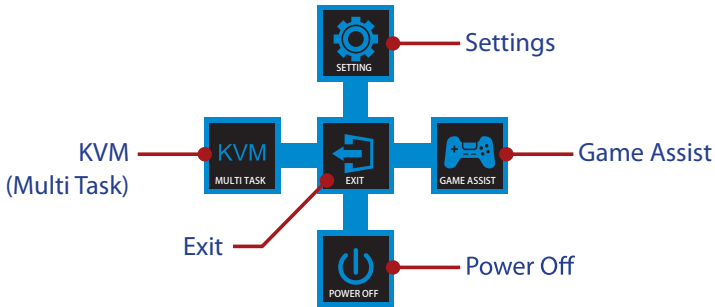 Settings
SETTING
KVM
(Multi Task)
KVM
MULTI TASK
EXIT
GAME ASSIST
Game Assist
Exit
POWER OFF
Power Off